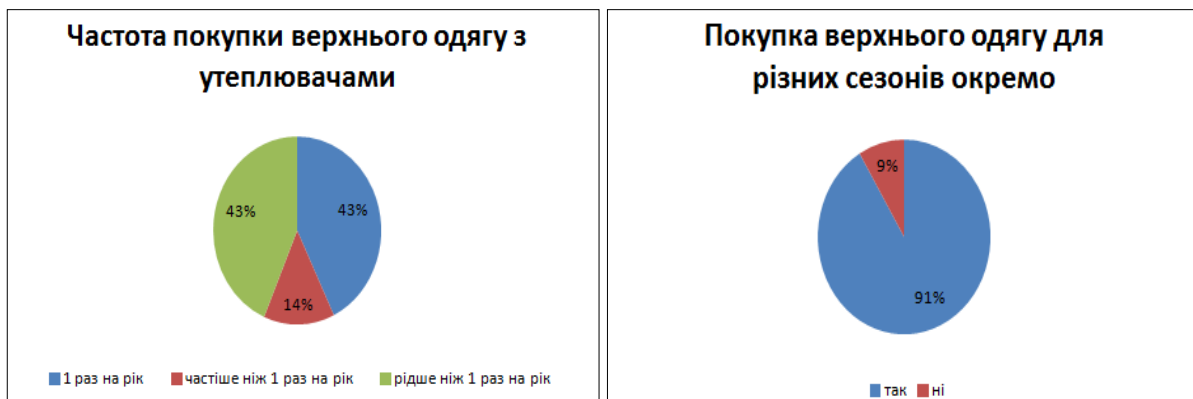 Частота покупки верхнього одягу з
утеплювачами
43%
43%
14%
1 раз на рік частіше ніж 1 раз на рік рідше ніж 1 раз на рік
Покупка верхнього одягу для
різних сезонів окремо
9%
91%
так ні